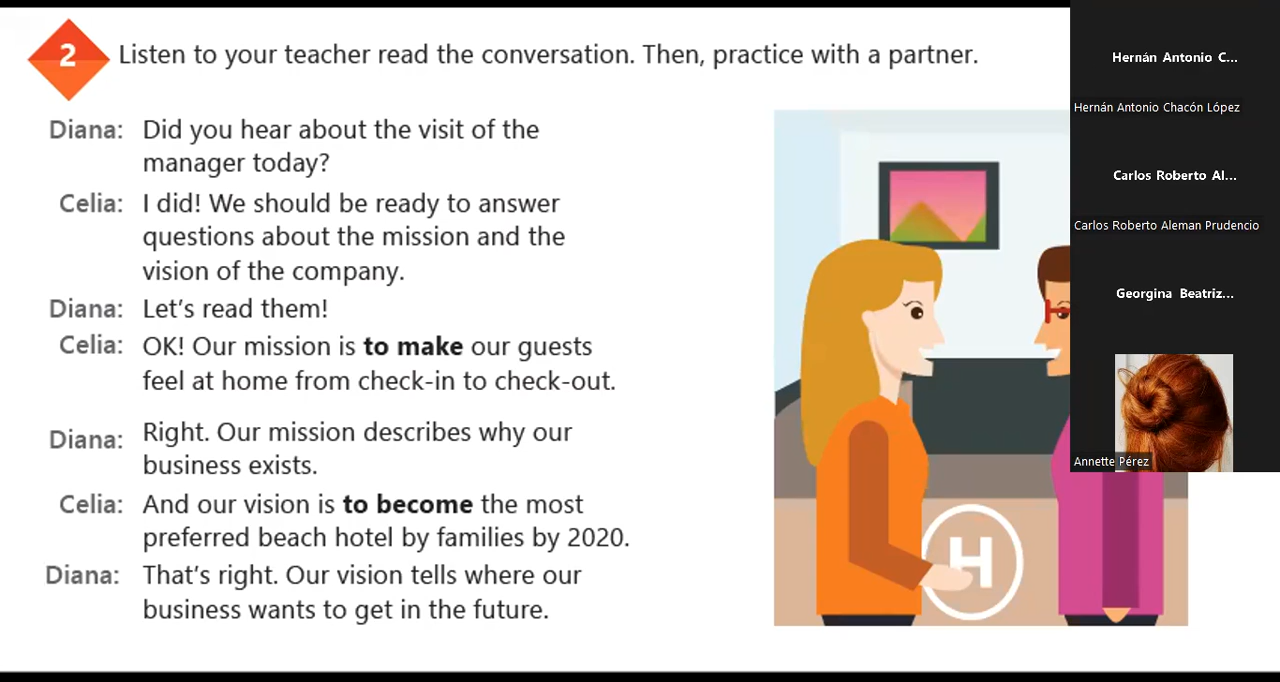 2
Listen to your teacher read the conversation. Then, practice with a partner.
Diana: Did you hear about the visit of the
manager today?
Celia: I did! We should be ready to answer
questions about the mission and the
vision of the company.
Diana: Let's read them!
Celia: OK! Our mission is to make our guests
feel at home from check-in to check-out.
Diana: Right. Our mission describes why our
business exists.
Celia: And our vision is to become the most
preferred beach hotel by families by 2020.
Diana: That's right. Our vision tells where our
business wants to get in the future.
H
Hernán Antonio C...
Hernán Antonio Chacón López
Carlos Roberto Al...
Carlos Roberto Aleman Prudencio
Georgina Beatriz...
Annette Pérez